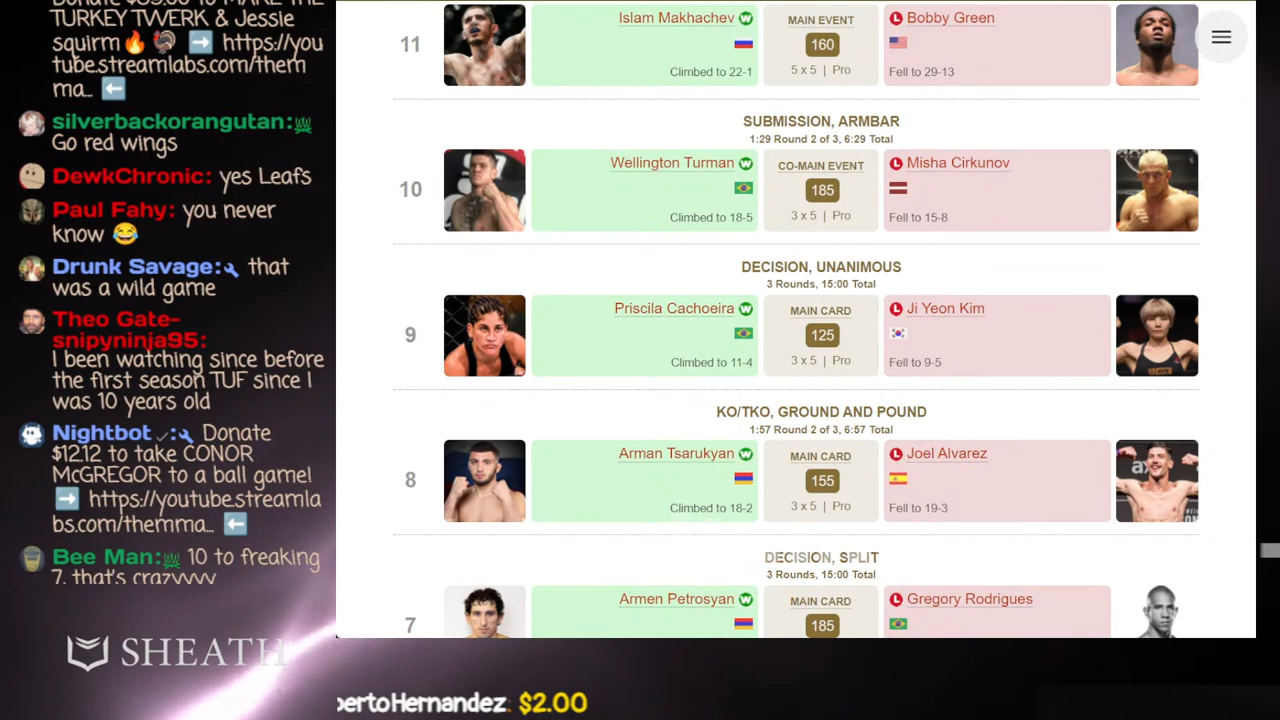 Donate $35.00 to MAKE THE
TURKEY TWERK & Jessie
squirm🔥 🦃 ➡️ https://you
tube.streamlabs.com/them
ma... ⬅️
silverbackorangutan:
Go red wings
DewkChronic: yes Leafs
Paul Fahy: you never
know 😂
Drunk Savage: that
was a wild game
Theo Gate-
snipyninja95:
I been watching since before
the first season TUF since I
was 10 years old
Nightbot ✓: Donate
$12.12 to take CONOR
McGREGOR to a ball game!
➡️ https://youtube.streamla
bs.com/themma... ⬅️
Bee Man: 10 to freaking
7, that's crazyyyy
SHEATH
11
Islam Makhachev W
Climbed to 22-1
MAIN EVENT
160
5 x 5 | Pro
L Bobby Green
Fell to 29-13
SUBMISSION, ARMBAR
1:29 Round 2 of 3, 6:29 Total
10
Wellington Turman W
Climbed to 18-5
CO-MAIN EVENT
185
3 x 5 | Pro
L Misha Cirkunov
Fell to 15-8
DECISION, UNANIMOUS
3 Rounds, 15:00 Total
9
Priscila Cachoeira W
Climbed to 11-4
MAIN CARD
125
3 x 5 | Pro
L Ji Yeon Kim
Fell to 9-5
KO/TKO, GROUND AND POUND
1:57 Round 2 of 3, 6:57 Total
8
Arman Tsarukyan W
Climbed to 18-2
MAIN CARD
155
3 x 5 | Pro
L Joel Alvarez
Fell to 19-3
DECISION, SPLIT
3 Rounds, 15:00 Total
7
Armen Petrosyan W
MAIN CARD
185
L Gregory Rodrigues
bertoHernandez: $2.00